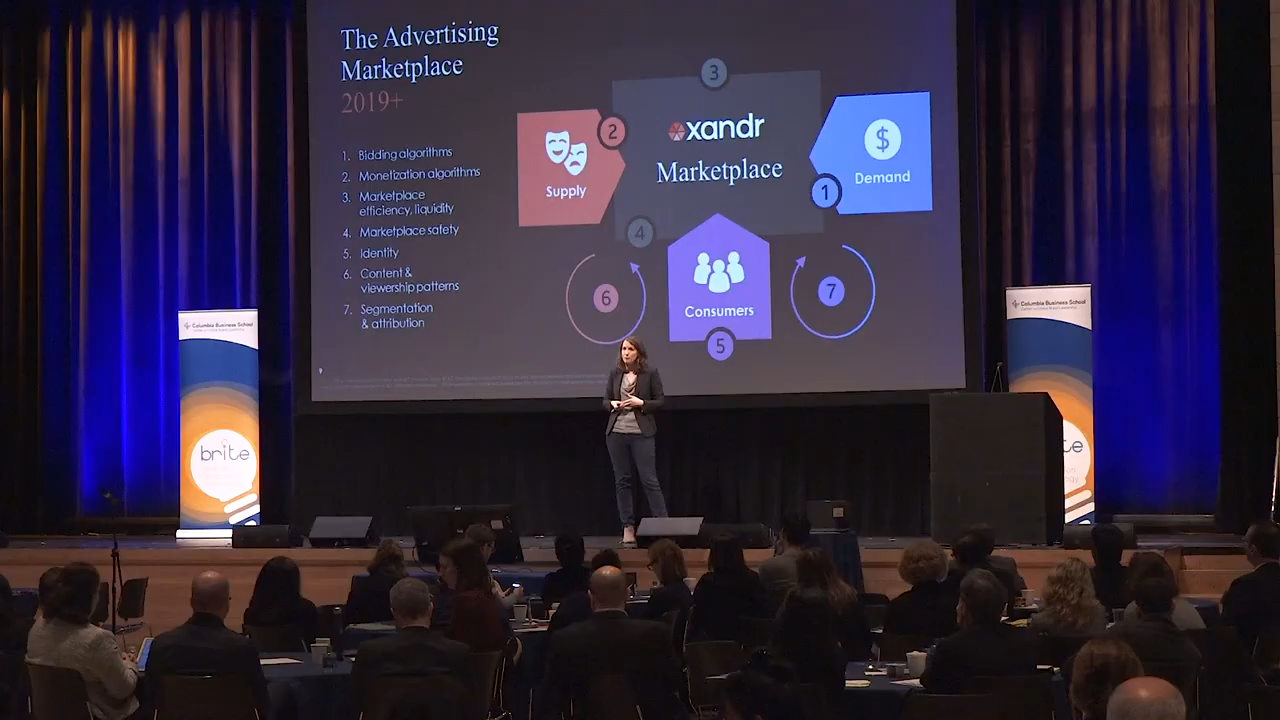 The Advertising
Marketplace
2019+
1. Bidding algorithms
2. Monetization algorithms
3. Marketplace
efficiency, liquidity
4. Marketplace safety
5. Identity
6. Content &
viewership patterns
7. Segmentation
& attribution
3
2
xandr
Marketplace
Supply
$
Demand
1
4
6
7
Consumers
5
Columbia Business School
brite
Columbia Business School
te